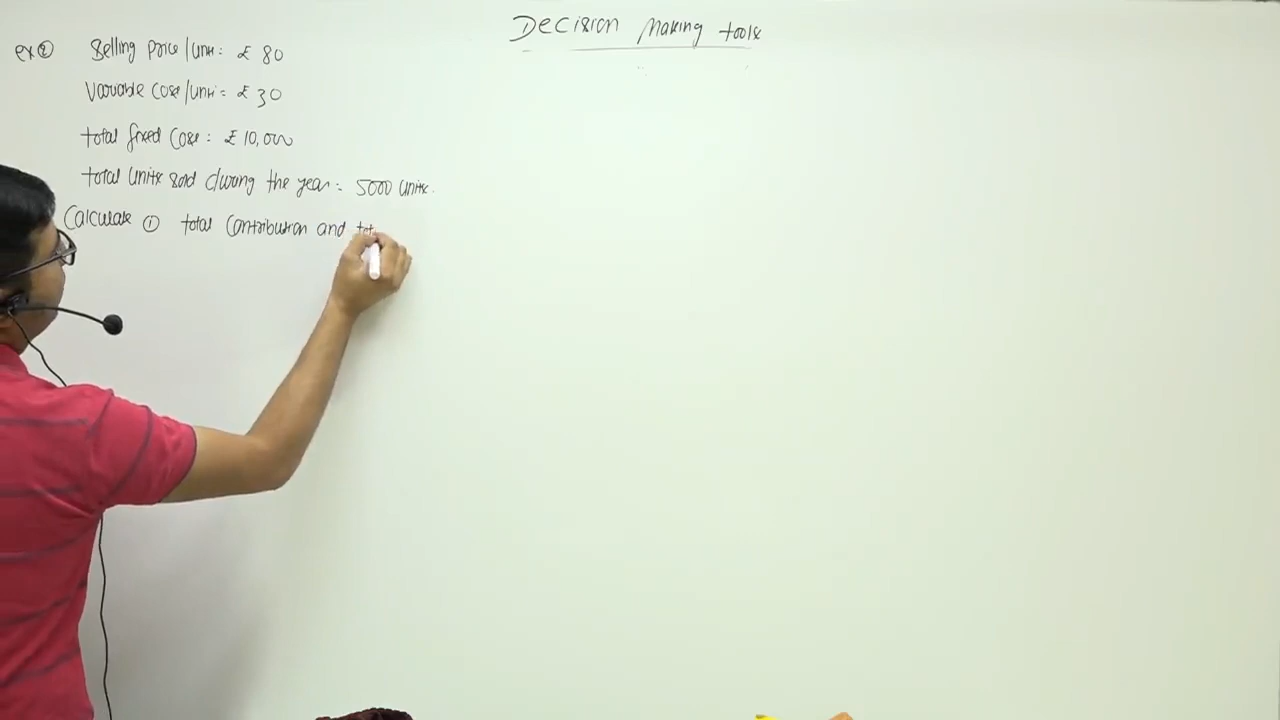 Decision Making tools
ex② Selling price/unit: £ 80
Variable cost/unit = £ 30
total fixed cost: £ 10,000
total units sold during the year = 5000 units.
Calculate ① total contribution and tot